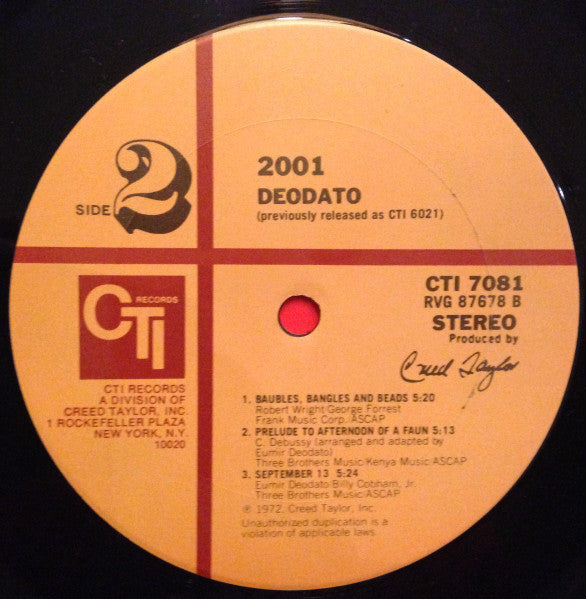 2001
DEODATO
(previously released as CTI 6021)
SIDE 2
CTI RECORDS
CTI RECORDS
A DIVISION OF
CREED TAYLOR, INC.
1 ROCKEFELLER PLAZA
NEW YORK, N.Y.
10020
CTI 7081
RVG 87678 B
STEREO
Produced by
Creed Taylor
1. BAUBLES, BANGLES AND BEADS 5:20
Robert Wright/George Forrest
Frank Music Corp./ASCAP
2. PRELUDE TO AFTERNOON OF A FAUN 5:13
C. Debussy (arranged and adapted by
Eumir Deodato)
Three Brothers Music/Kenya Music/ASCAP
3. SEPTEMBER 13 5:24
Eumir Deodato/Billy Cobham, Jr.
Three Brothers Music/ASCAP
℗ 1972, Creed Taylor, Inc.
Unauthorized duplication is a
violation of applicable laws.